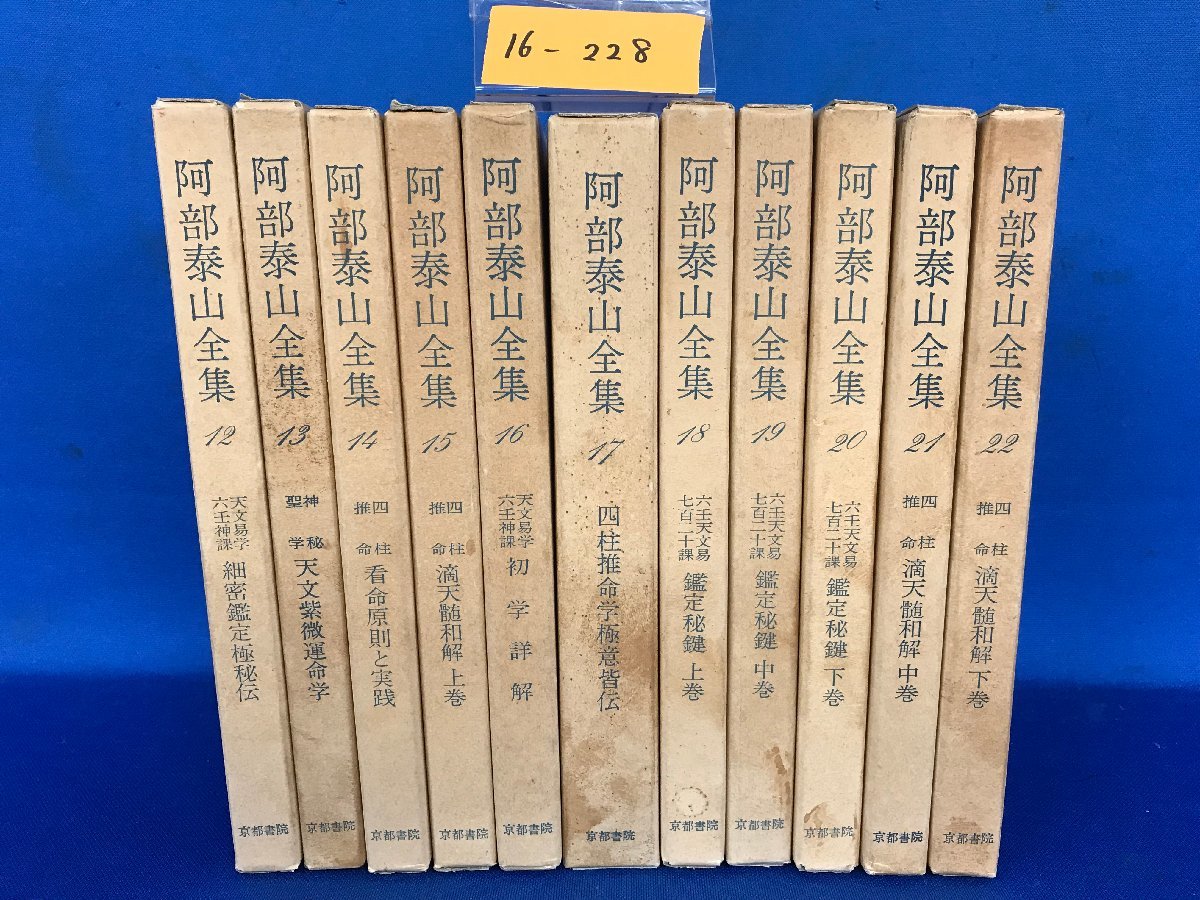 16-228
阿部泰山全集
12
天文易学
六壬神課
細密鑑定極秘伝
京都書院
阿部泰山全集
13
神秘
聖学
天文紫微運命学
京都書院
阿部泰山全集
14
四柱
推命
看命原則と実践
京都書院
阿部泰山全集
15
四柱
推命
滴天髄和解 上巻
京都書院
阿部泰山全集
16
天文易学
六壬神課
初学詳解
京都書院
阿部泰山全集
17
四柱推命学極意皆伝
京都書院
阿部泰山全集
18
六壬天文易
七百二十課
鑑定秘鍵 上巻
京都書院
阿部泰山全集
19
六壬天文易
七百二十課
鑑定秘鍵 中巻
京都書院
阿部泰山全集
20
六壬天文易
七百二十課
鑑定秘鍵 下巻
京都書院
阿部泰山全集
21
四柱
推命
滴天髄和解 中巻
京都書院
阿部泰山全集
22
四柱
推命
滴天髄和解 下巻
京都書院